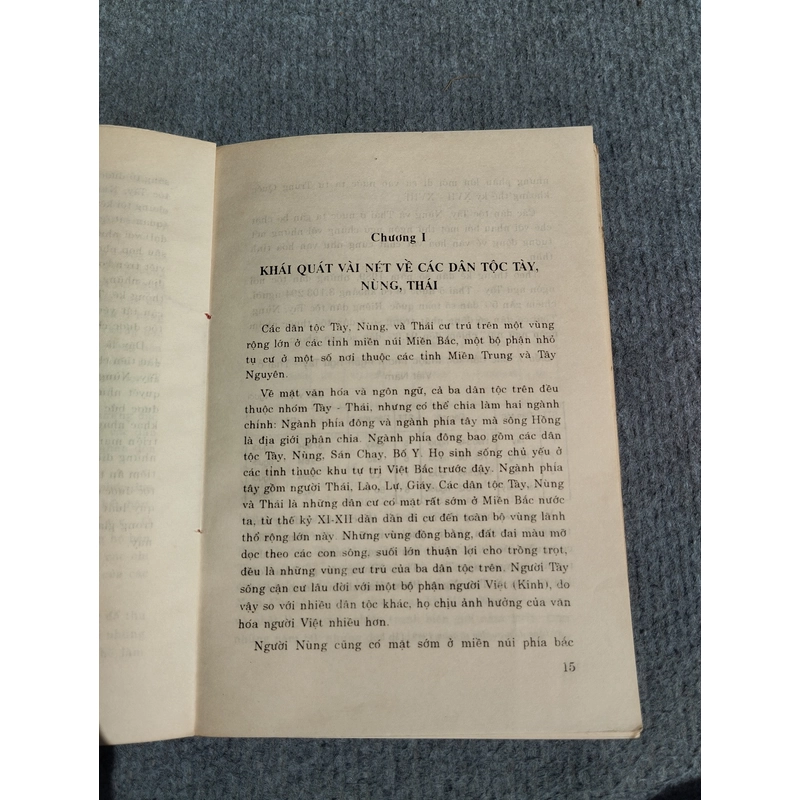 Chương I
KHÁI QUÁT VÀI NÉT VỀ CÁC DÂN TỘC TÀY,
NÙNG, THÁI
Các dân tộc Tày, Nùng, và Thái cư trú trên một vùng
rộng lớn ở các tỉnh miền núi Miền Bắc, một bộ phận nhỏ
tụ cư ở một số nơi thuộc các tỉnh Miền Trung và Tây
Nguyên.
Về mặt văn hóa và ngôn ngữ, cả ba dân tộc trên đều
thuộc nhóm Tày - Thái, nhưng có thể chia làm hai ngành
chính: Ngành phía đông và ngành phía tây mà sông Hồng
là địa giới phân chia. Ngành phía đông bao gồm các dân
tộc Tày, Nùng, Sán Chay, Bố Y. Họ sinh sống chủ yếu ở
các tỉnh thuộc khu tự trị Việt Bắc trước đây. Ngành phía
tây gồm người Thái, Lào, Lự, Giáy. Các dân tộc Tày, Nùng
và Thái là những dân cư có mặt rất sớm ở Miền Bắc nước
ta, từ thế kỷ XI-XII dần dần di cư đến toàn bộ vùng lãnh
thổ rộng lớn này. Những vùng đồng bằng, đất đai màu mỡ
dọc theo các con sông, suối lớn thuận lợi cho trồng trọt,
đều là những vùng cư trú của ba dân tộc trên. Người Tày
sống cận cư lâu đời với một bộ phận người Việt (Kinh), do
vậy so với nhiều dân tộc khác, họ chịu ảnh hưởng của văn
hóa người Việt nhiều hơn.
Người Nùng cũng có mặt sớm ở miền núi phía bắc
15